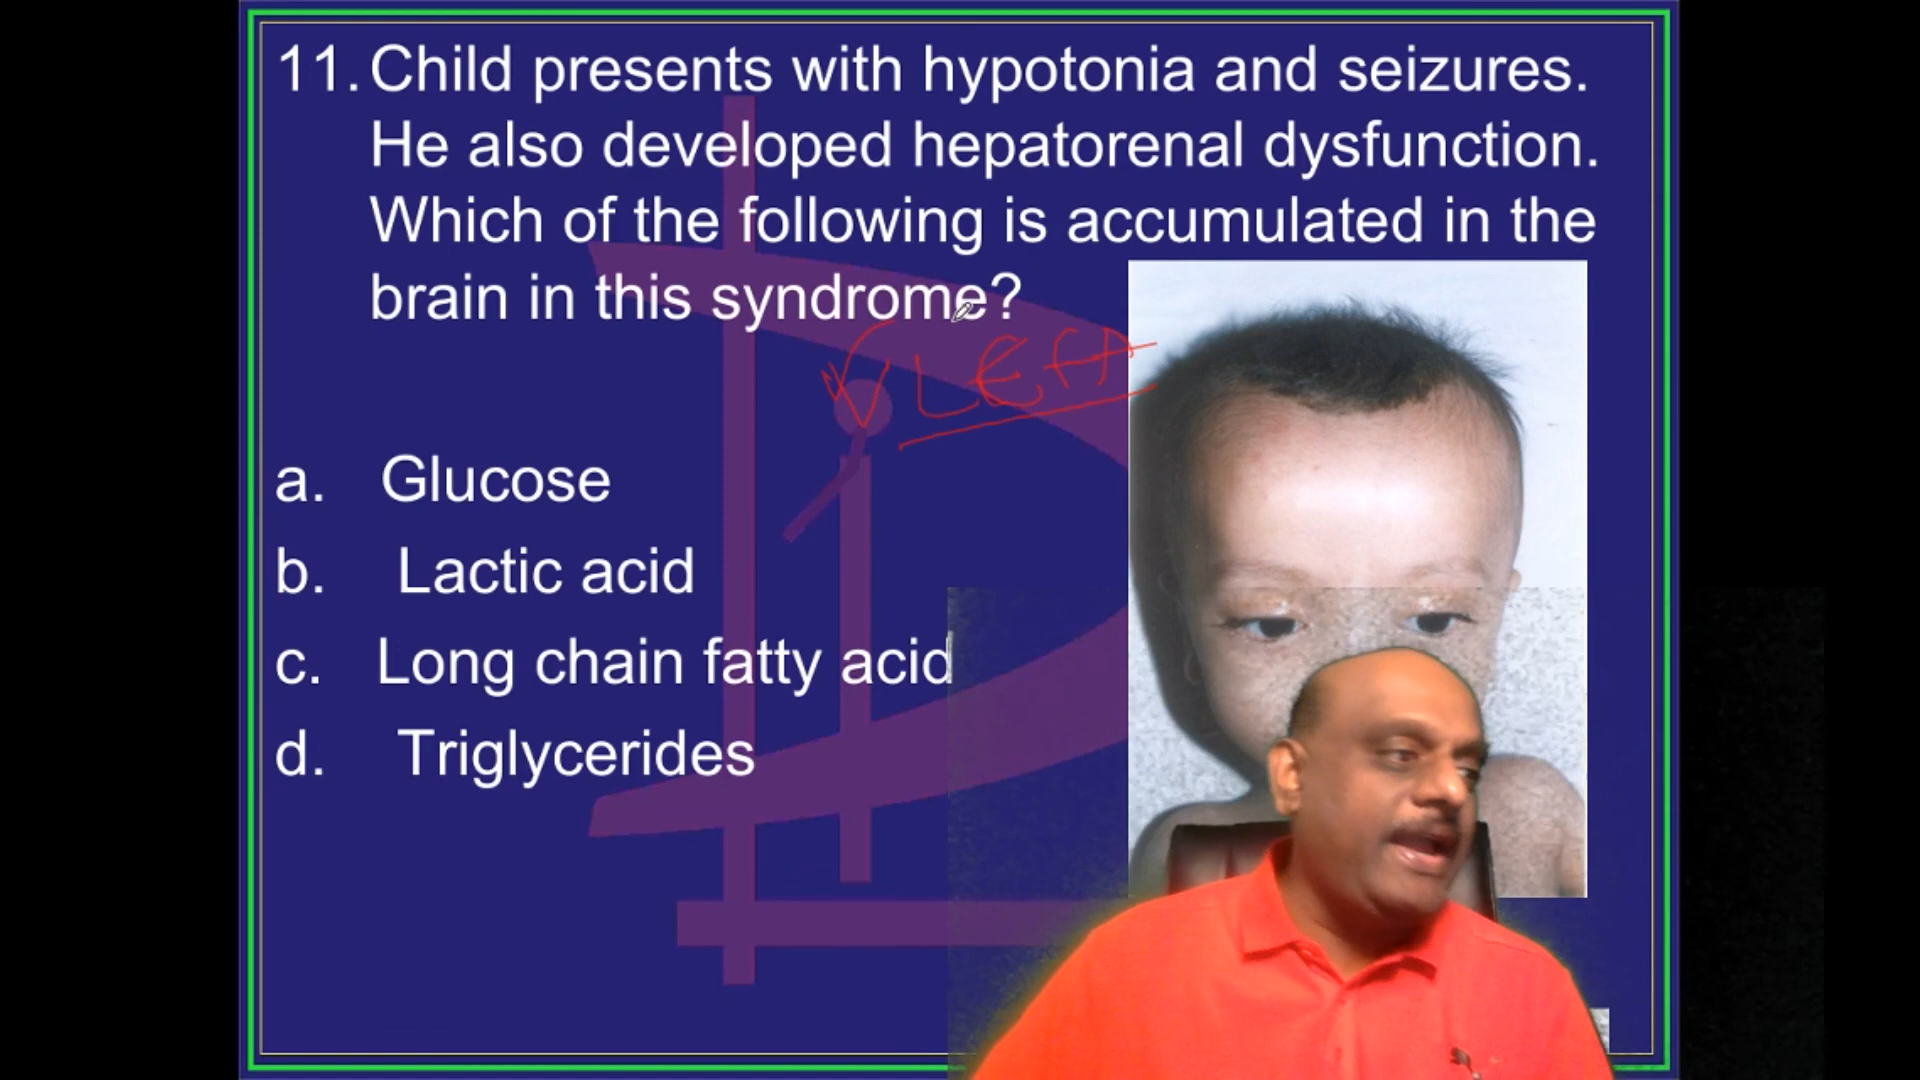 11. Child presents with hypotonia and seizures.
He also developed hepatorenal dysfunction.
Which of the following is accumulated in the
brain in this syndrome?
VLCFA
a. Glucose
b. Lactic acid
c. Long chain fatty acid
d. Triglycerides